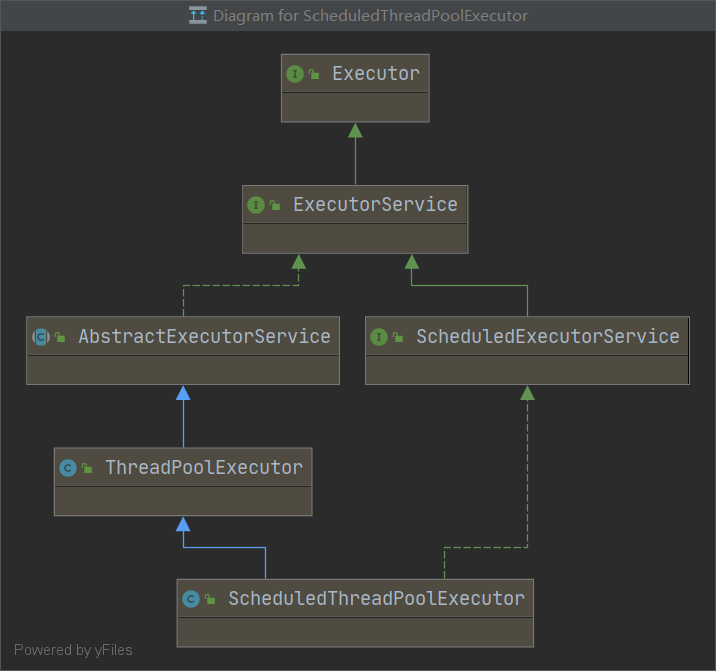 Diagram for ScheduledThreadPoolExecutor
I Executor
I ExecutorService
C AbstractExecutorService
I ScheduledExecutorService
C ThreadPoolExecutor
C ScheduledThreadPoolExecutor
Powered by yFiles